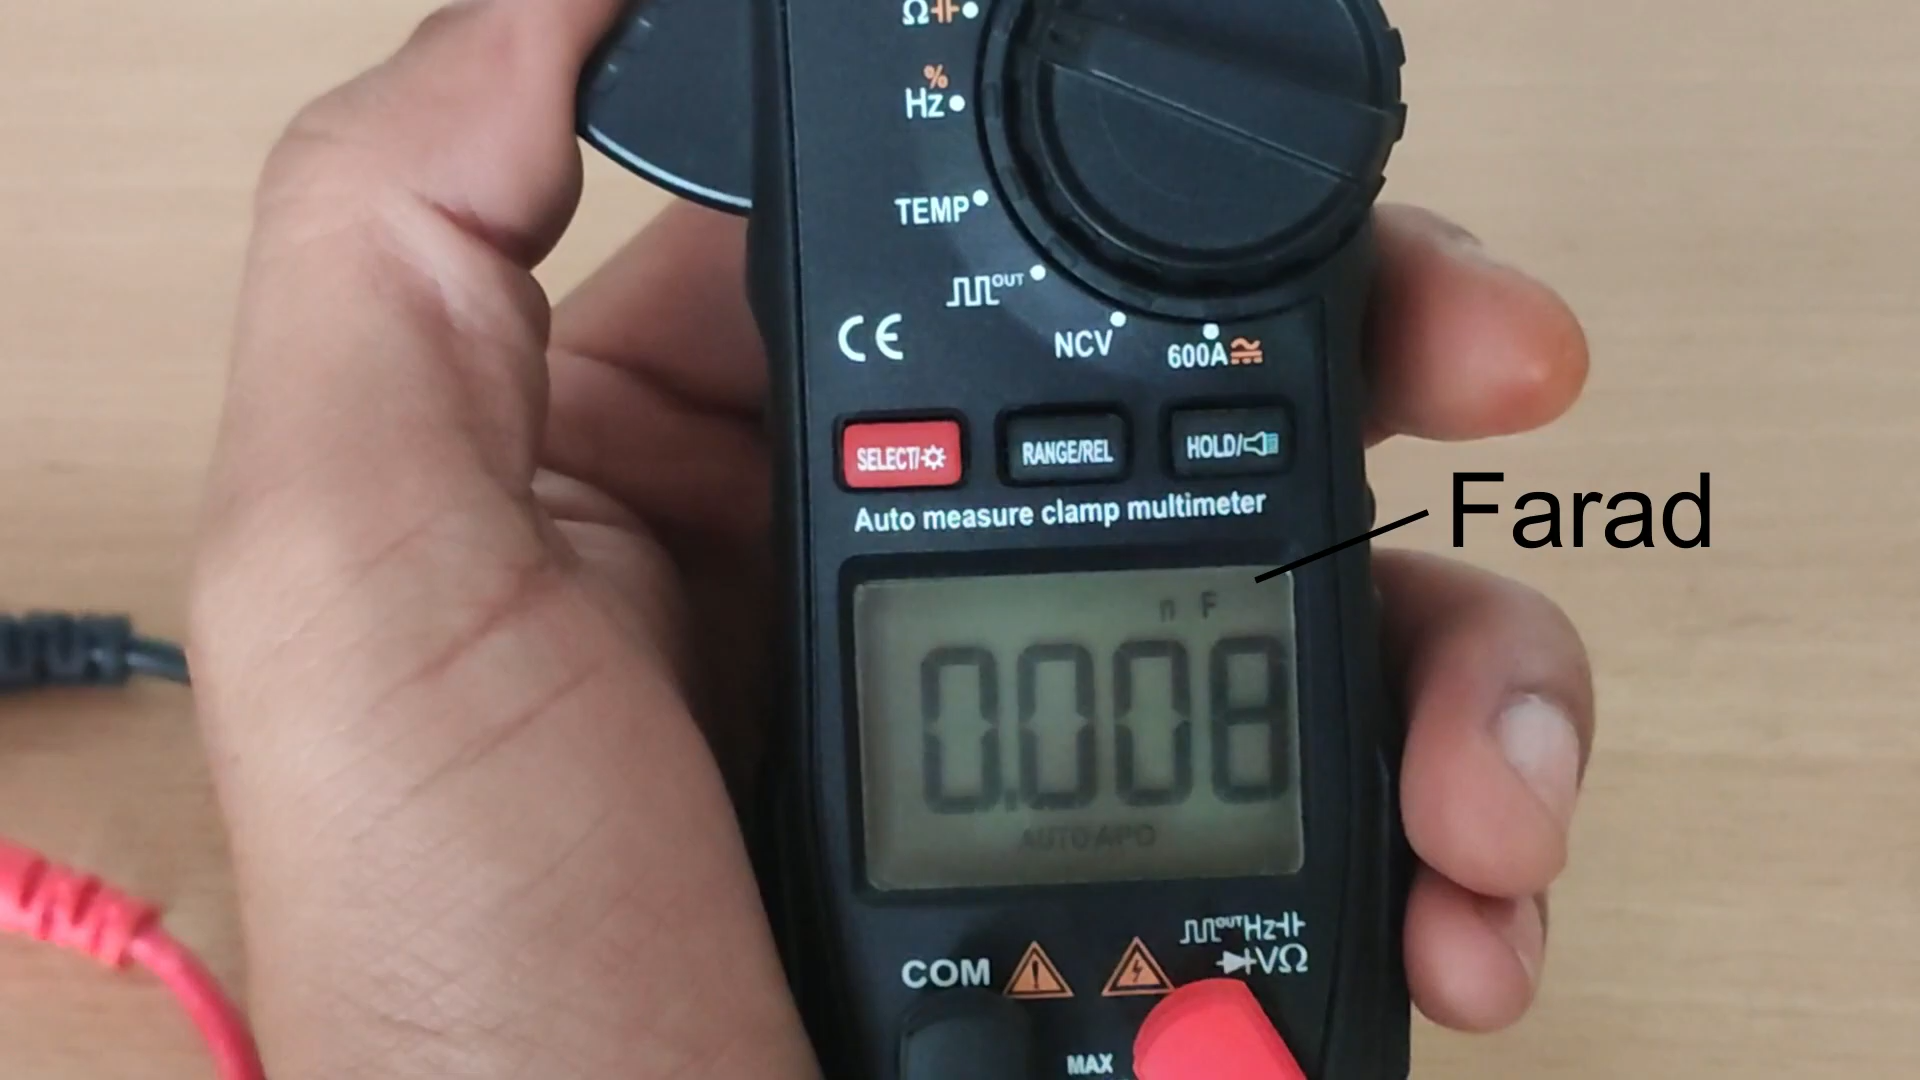 Ω
%
Hz
TEMP
OUT
CE
NCV
600A
SELECT/
RANGE/REL
HOLD/
Auto measure clamp multimeter
Farad
n F
0.008
AUTO APO
OUT Hz
COM
VΩ
MAX